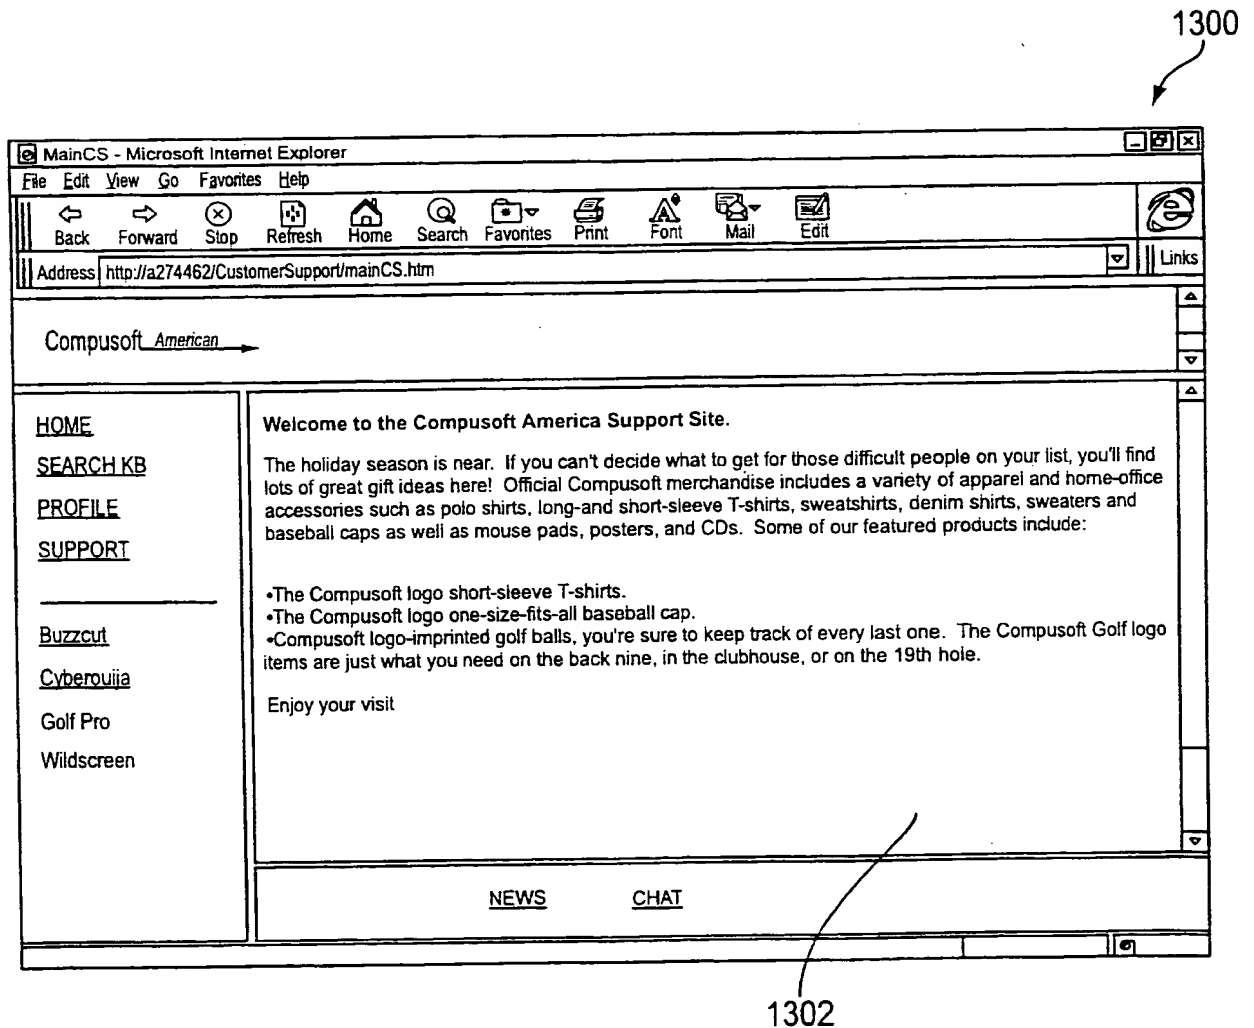 1300
MainCS - Microsoft Internet Explorer
File Edit View Go Favorites Help
Back Forward Stop Refresh Home Search Favorites Print Font Mail Edit
Address http://a274462/CustomerSupport/mainCS.htm Links
Compusoft American
HOME
SEARCH KB
PROFILE
SUPPORT
Buzzcut
Cyberouija
Golf Pro
Wildscreen
Welcome to the Compusoft America Support Site.
The holiday season is near. If you can't decide what to get for those difficult people on your list, you'll find
lots of great gift ideas here! Official Compusoft merchandise includes a variety of apparel and home-office
accessories such as polo shirts, long-and short-sleeve T-shirts, sweatshirts, denim shirts, sweaters and
baseball caps as well as mouse pads, posters, and CDs. Some of our featured products include:
•The Compusoft logo short-sleeve T-shirts.
•The Compusoft logo one-size-fits-all baseball cap.
•Compusoft logo-imprinted golf balls, you're sure to keep track of every last one. The Compusoft Golf logo
items are just what you need on the back nine, in the clubhouse, or on the 19th hole.
Enjoy your visit
NEWS CHAT
1302